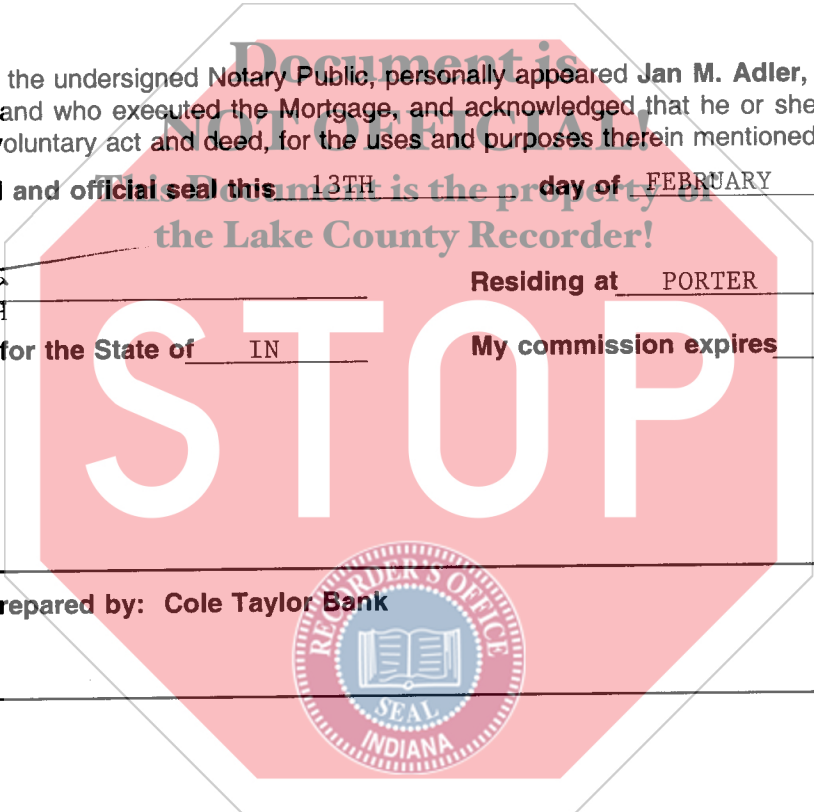 Document is
the undersigned Notary Public, personally appeared Jan M. Adler,
and who executed the Mortgage, and acknowledged that he or she
NOT OFFICIAL!
voluntary act and deed, for the uses and purposes therein mentioned
and official seal this 13TH day of FEBRUARY
This Document is the property of
the Lake County Recorder!
Residing at PORTER
for the State of IN My commission expires
STOP
repared by: Cole Taylor Bank
RECORDER'S OFFICE
SEAL
INDIANA